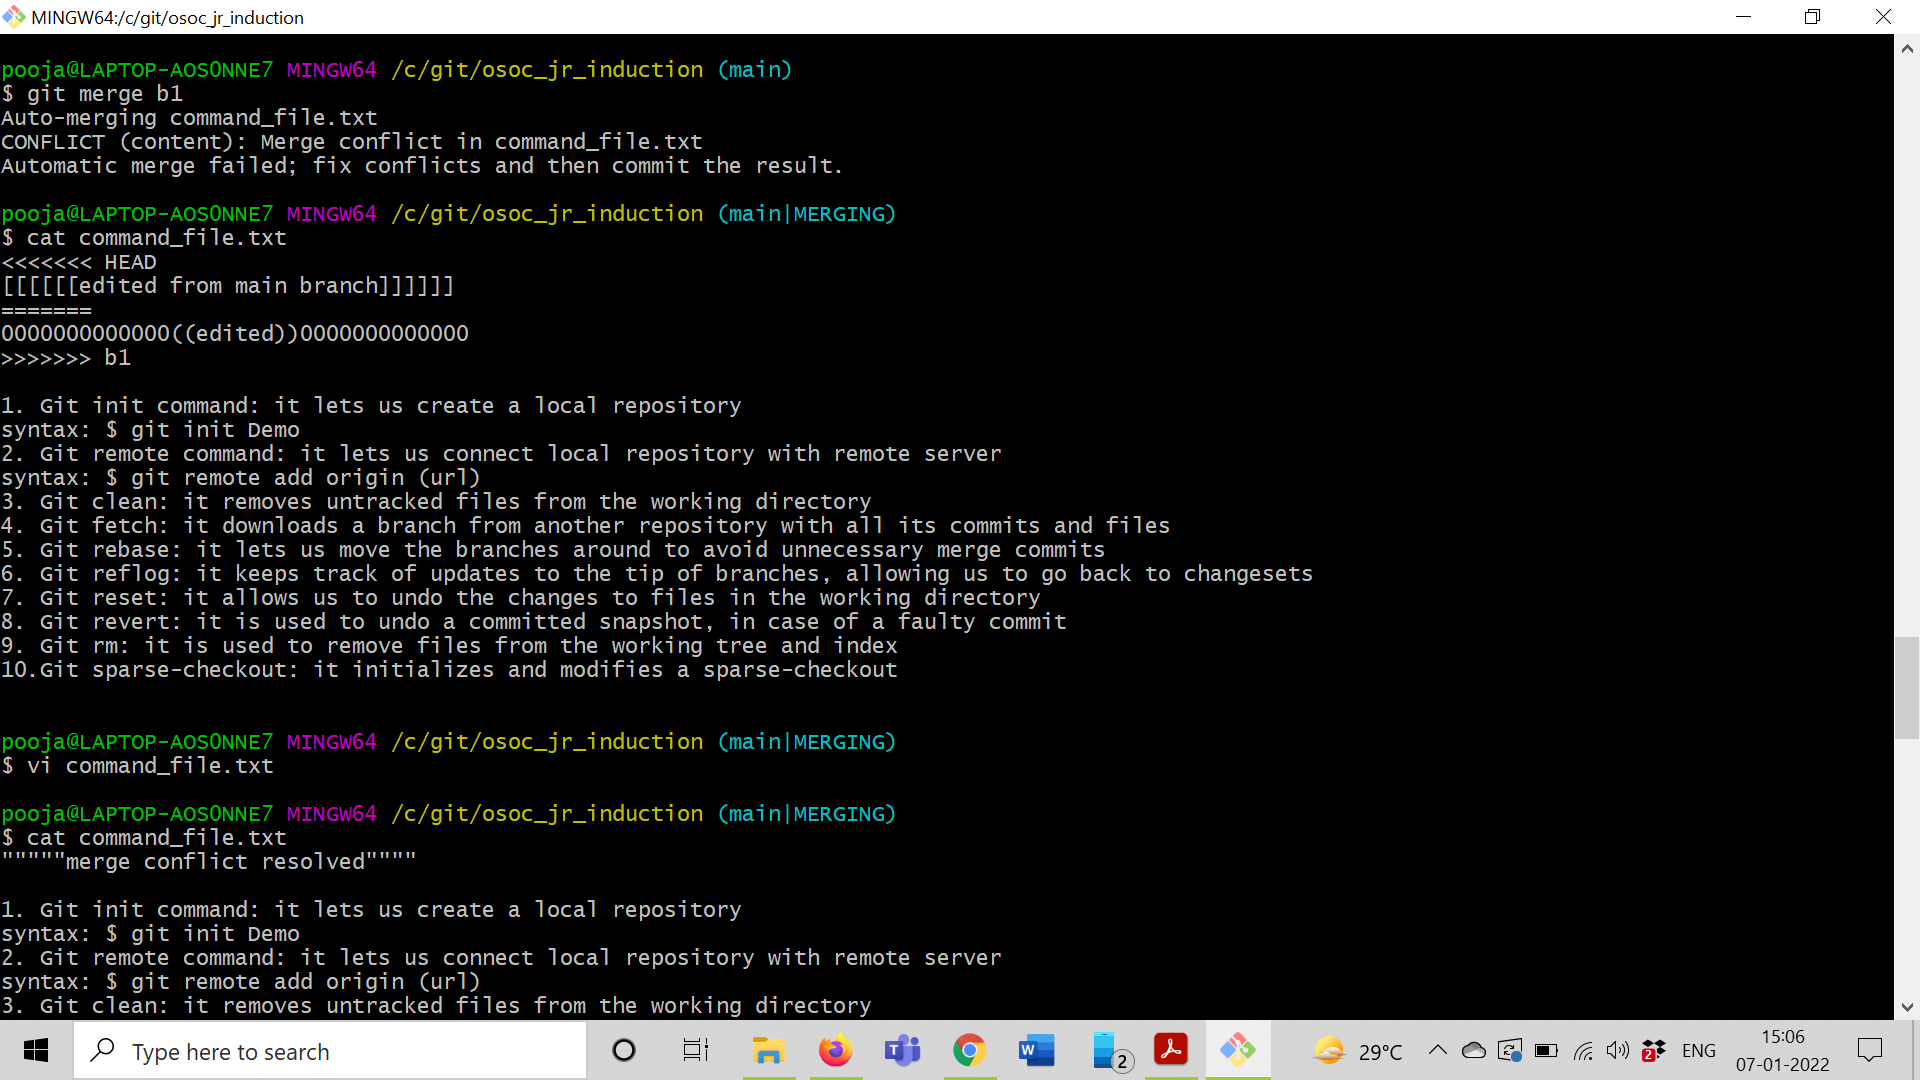 MINGW64:/c/git/osoc_jr_induction
pooja@LAPTOP-AOS0NNE7 MINGW64 /c/git/osoc_jr_induction (main)
$ git merge b1
Auto-merging command_file.txt
CONFLICT (content): Merge conflict in command_file.txt
Automatic merge failed; fix conflicts and then commit the result.
pooja@LAPTOP-AOS0NNE7 MINGW64 /c/git/osoc_jr_induction (main|MERGING)
$ cat command_file.txt
<<<<<<< HEAD
[[[[[[edited from main branch]]]]]]
=======
0000000000000((edited))0000000000000
>>>>>>> b1
1. Git init command: it lets us create a local repository
syntax: $ git init Demo
2. Git remote command: it lets us connect local repository with remote server
syntax: $ git remote add origin (url)
3. Git clean: it removes untracked files from the working directory
4. Git fetch: it downloads a branch from another repository with all its commits and files
5. Git rebase: it lets us move the branches around to avoid unnecessary merge commits
6. Git reflog: it keeps track of updates to the tip of branches, allowing us to go back to changesets
7. Git reset: it allows us to undo the changes to files in the working directory
8. Git revert: it is used to undo a committed snapshot, in case of a faulty commit
9. Git rm: it is used to remove files from the working tree and index
10.Git sparse-checkout: it initializes and modifies a sparse-checkout
pooja@LAPTOP-AOS0NNE7 MINGW64 /c/git/osoc_jr_induction (main|MERGING)
$ vi command_file.txt
pooja@LAPTOP-AOS0NNE7 MINGW64 /c/git/osoc_jr_induction (main|MERGING)
$ cat command_file.txt
"""""merge conflict resolved""""
1. Git init command: it lets us create a local repository
syntax: $ git init Demo
2. Git remote command: it lets us connect local repository with remote server
syntax: $ git remote add origin (url)
3. Git clean: it removes untracked files from the working directory
Type here to search
2
29°C
2
ENG
15:06
07-01-2022